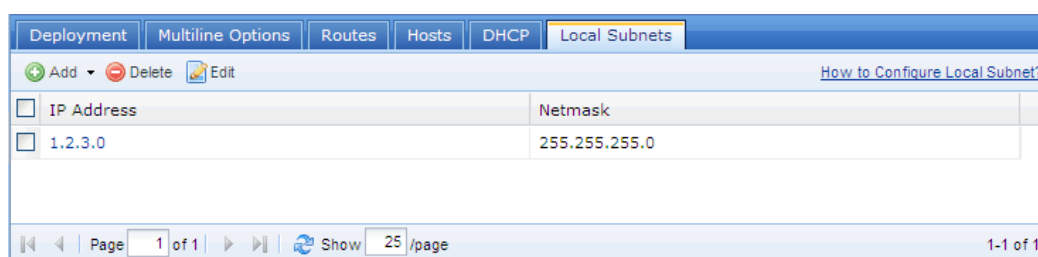 Deployment Multiline Options Routes Hosts DHCP Local Subnets
Add Delete Edit How to Configure Local Subnet?
IP Address Netmask
1.2.3.0 255.255.255.0
Page 1 of 1 Show 25 /page 1-1 of 1